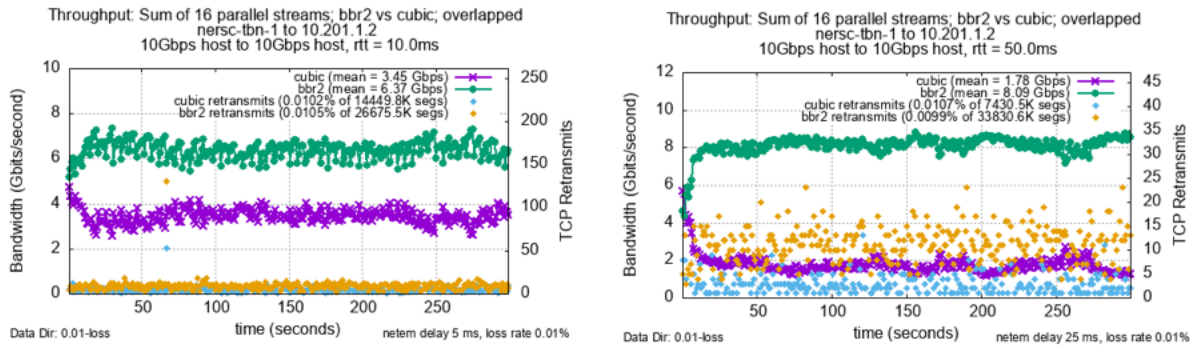 Throughput: Sum of 16 parallel streams; bbr2 vs cubic; overlapped
nersc-tbn-1 to 10.201.1.2
10Gbps host to 10Gbps host, rtt = 10.0ms
cubic (mean = 3.45 Gbps)
bbr2 (mean = 6.37 Gbps)
cubic retransmits (0.0102% of 14449.8K segs)
bbr2 retransmits (0.0105% of 26675.5K segs)
Bandwidth (Gbits/second)
10
8
6
4
2
0
TCP Retransmits
250
200
150
100
50
0
50
100
150
200
250
time (seconds)
Data Dir: 0.01-loss
netem delay 5 ms, loss rate 0.01%
Throughput: Sum of 16 parallel streams; bbr2 vs cubic; overlapped
nersc-tbn-1 to 10.201.1.2
10Gbps host to 10Gbps host, rtt = 50.0ms
cubic (mean = 1.78 Gbps)
bbr2 (mean = 8.09 Gbps)
cubic retransmits (0.0107% of 7430.5K segs)
bbr2 retransmits (0.0099% of 33830.6K segs)
Bandwidth (Gbits/second)
12
10
8
6
4
2
0
TCP Retransmits
45
40
35
30
25
20
15
10
5
0
50
100
150
200
250
time (seconds)
Data Dir: 0.01-loss
netem delay 25 ms, loss rate 0.01%